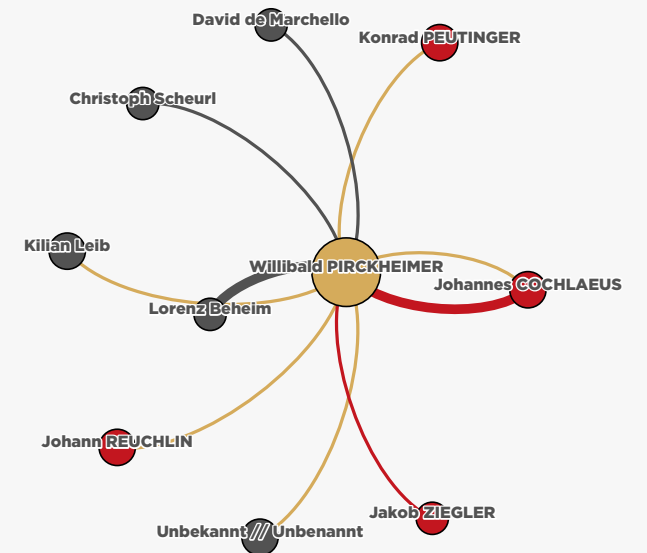 David de Marchello
Konrad PEUTINGER
Christoph Scheurl
Kilian Leib
Willibald PIRCKHEIMER
Johannes COCHLAEUS
Lorenz Beheim
Johann REUCHLIN
Jakob ZIEGLER
Unbekannt // Unbenannt